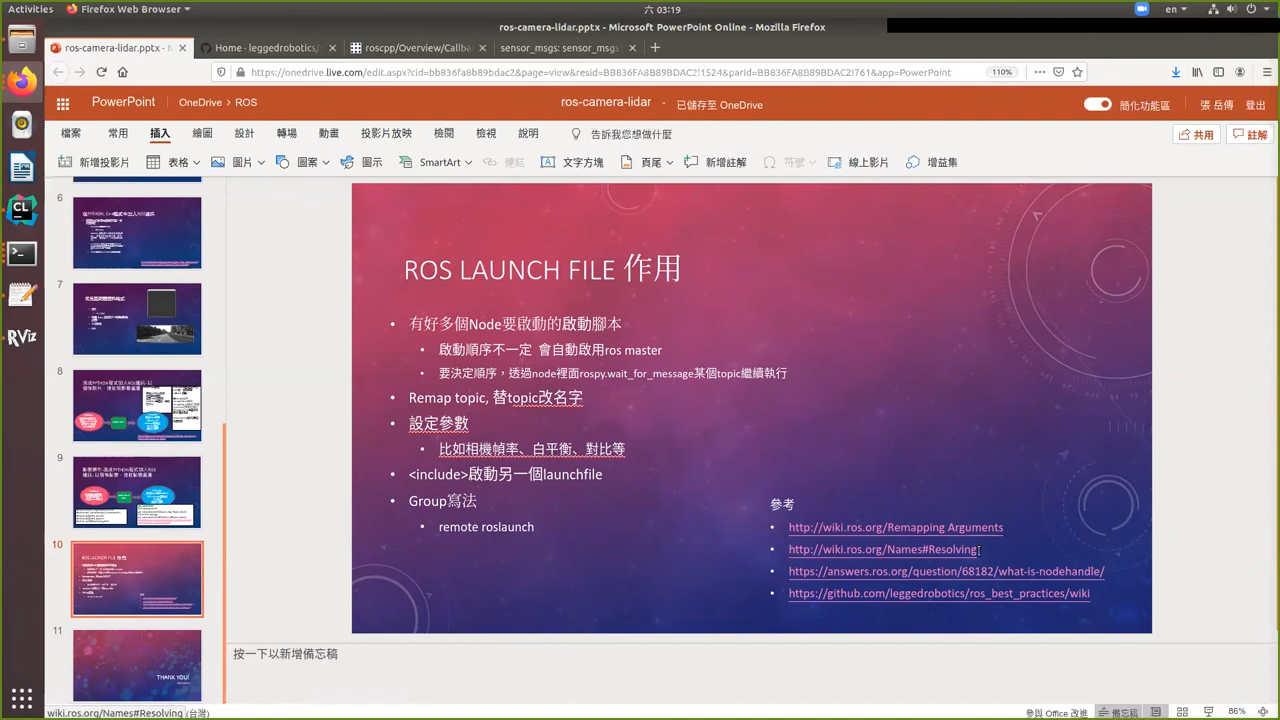 Activities Firefox Web Browser 六 03:19 en
ros-camera-lidar.pptx - Microsoft PowerPoint Online - Mozilla Firefox
ros-camera-lidar.pptx - M Home · leggedrobotics/ roscpp/Overview/Callba sensor_msgs: sensor_msgs
https://onedrive.live.com/edit.aspx?cid=bb836fa8b89bdac2&page=view&resid=BB836FA8B89BDAC2!1524&parId=BB836FA8B89BDAC2!761&app=PowerPoint 110%
PowerPoint OneDrive › ROS ros-camera-lidar - 已儲存至 OneDrive 簡化功能區 張 岳傳 登出
檔案 常用 插入 繪圖 設計 轉場 動畫 投影片放映 檢閱 檢視 說明 告訴我您想做什麼 共用 註解
新增投影片 表格 圖片 圖案 圖示 SmartArt 連結 文字方塊 頁尾 新增註解 符號 線上影片 增益集
6
7
8
9
10
ROS LAUNCH FILE 作用
11
THANK YOU!
ROS LAUNCH FILE 作用
• 有好多個Node要啟動的啟動腳本
• 啟動順序不一定 會自動啟用ros master
• 要決定順序，透過node裡面rospy.wait_for_message某個topic繼續執行
• Remap topic, 替topic改名字
• 設定參數
• 比如相機幀率、白平衡、對比等
• <include>啟動另一個launchfile
• Group寫法
• remote roslaunch
參考
http://wiki.ros.org/Remapping Arguments
• http://wiki.ros.org/Names#Resolving
• https://answers.ros.org/question/68182/what-is-nodehandle/
• https://github.com/leggedrobotics/ros_best_practices/wiki
按一下以新增備忘稿
wiki.ros.org/Names#Resolving (台灣) 參與 Office 改進 備忘稿 86%
CL
RViz